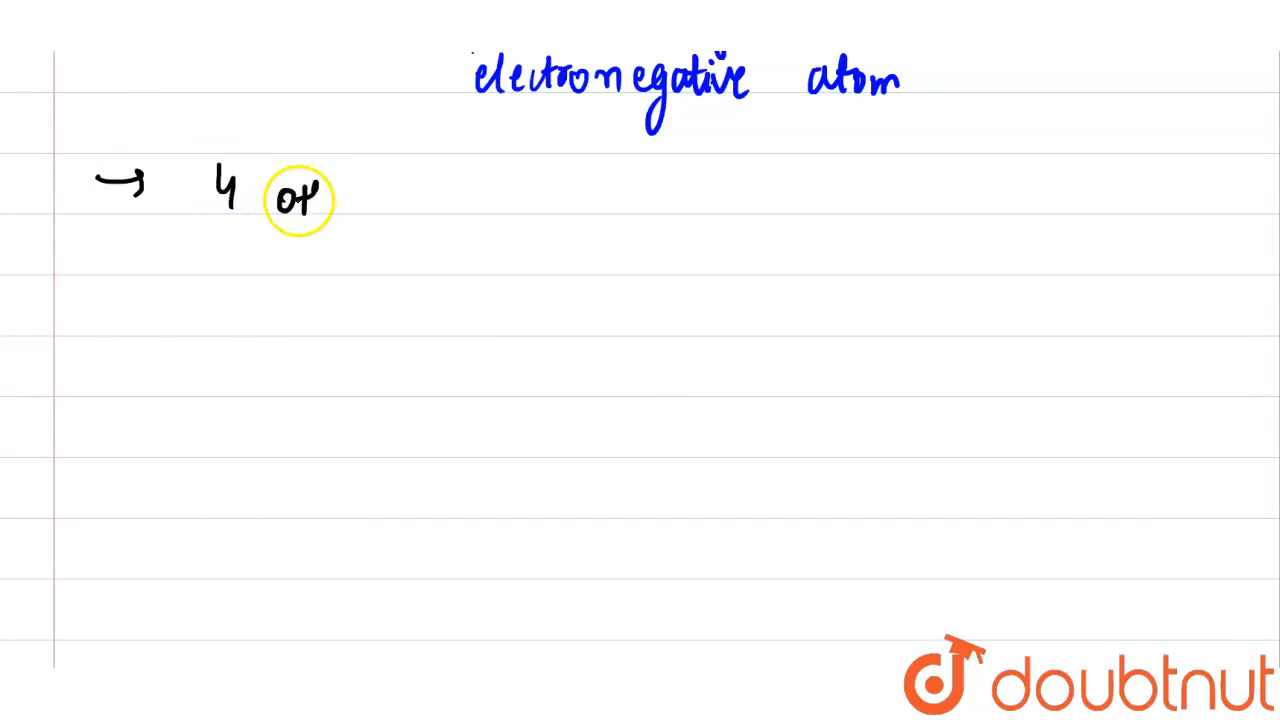 electronegative atom
→ 4 or
doubtnut